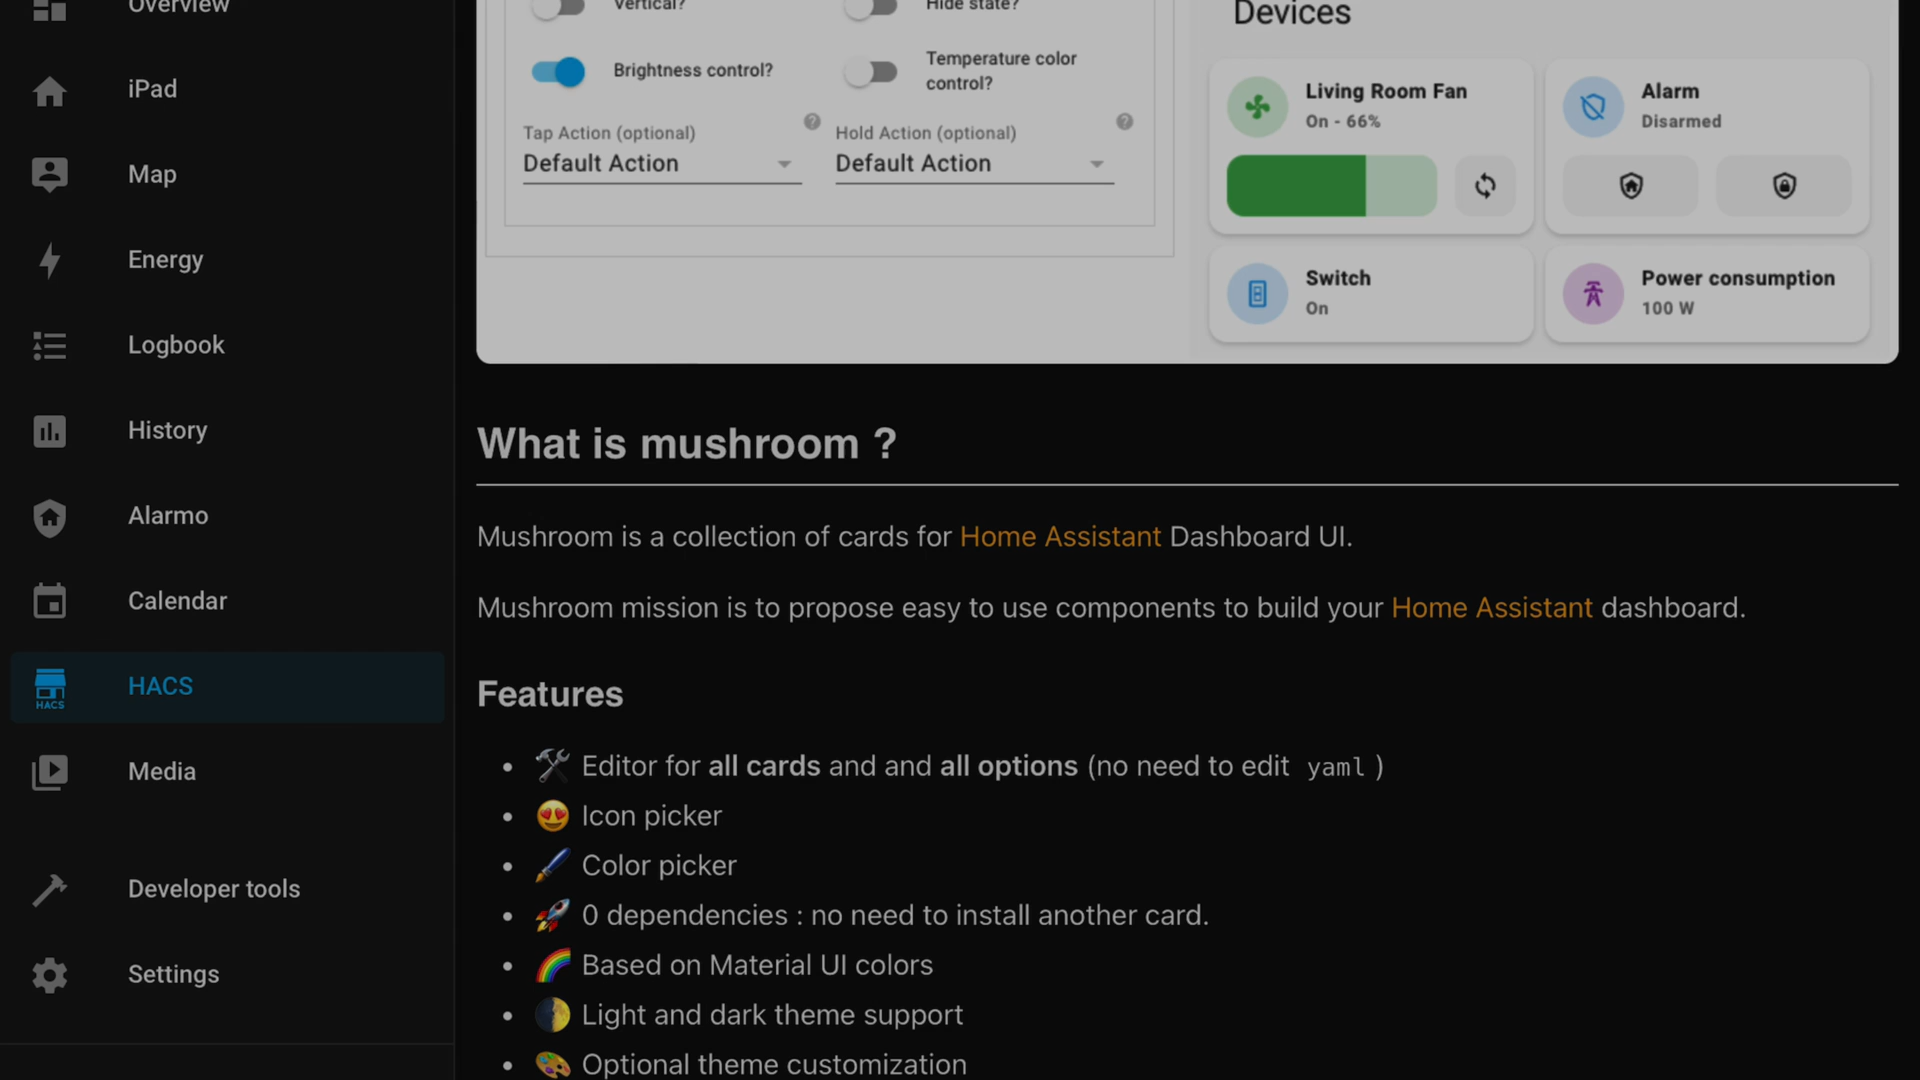 Overview
iPad
Map
Energy
Logbook
History
Alarmo
Calendar
HACS
HACS
Media
Developer tools
Settings
Vertical?
Hide state?
Brightness control?
Temperature color
control?
Tap Action (optional)
Default Action
Hold Action (optional)
Default Action
Devices
Living Room Fan
On - 66%
Alarm
Disarmed
Switch
On
Power consumption
100 W
What is mushroom ?
Mushroom is a collection of cards for Home Assistant Dashboard UI.
Mushroom mission is to propose easy to use components to build your Home Assistant dashboard.
Features
• 🛠 Editor for all cards and and all options (no need to edit yaml )
• 😍 Icon picker
• 🖌 Color picker
• 🚀 0 dependencies : no need to install another card.
• 🌈 Based on Material UI colors
• 🌓 Light and dark theme support
• 🎨 Optional theme customization